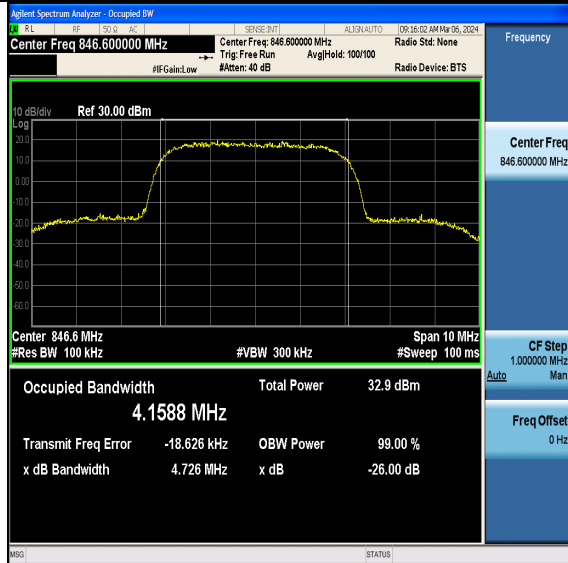 Agilent Spectrum Analyzer - Occupied BW
RL RF 50 Ω AC SENSE:INT ALIGN AUTO 09:16:02 AM Mar 06, 2024
Center Freq 846.600000 MHz
Center Freq: 846.600000 MHz Radio Std: None
Trig: Free Run Avg|Hold: 100/100
#IFGain:Low #Atten: 40 dB Radio Device: BTS
10 dB/div Ref 30.00 dBm
Log
20.0
10.0
0.00
-10.0
-20.0
-30.0
-40.0
-50.0
-60.0
Center 846.6 MHz Span 10 MHz
#Res BW 100 kHz #VBW 300 kHz #Sweep 100 ms
Occupied Bandwidth Total Power 32.9 dBm
4.1588 MHz
Transmit Freq Error -18.626 kHz OBW Power 99.00 %
x dB Bandwidth 4.726 MHz x dB -26.00 dB
MSG STATUS
Frequency
Center Freq
846.600000 MHz
CF Step
1.000000 MHz
Auto Man
Freq Offset
0 Hz